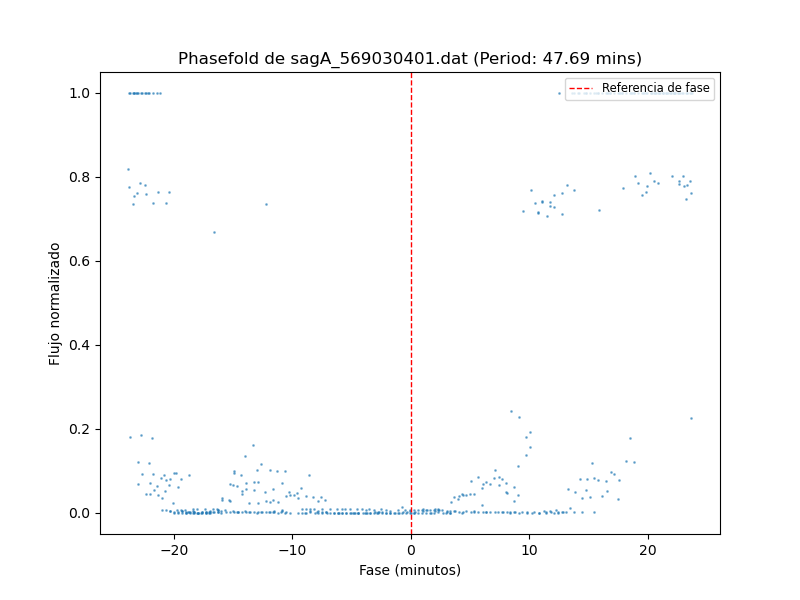 Phasefold de sagA_569030401.dat (Period: 47.69 mins)
Referencia de fase
Flujo normalizado
1.0
0.8
0.6
0.4
0.2
0.0
−20 −10 0 10 20
Fase (minutos)